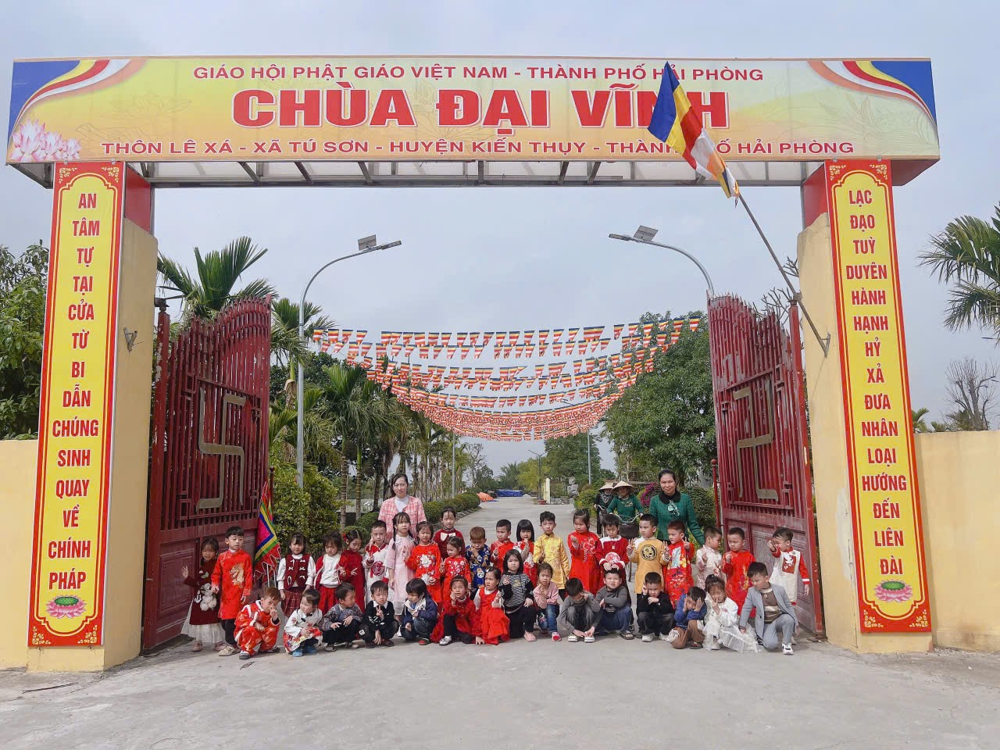 GIÁO HỘI PHẬT GIÁO VIỆT NAM - THÀNH PHỐ HẢI PHÒNG
CHÙA ĐẠI VĨNH
THÔN LÊ XÁ - XÃ TÚ SƠN - HUYỆN KIẾN THỤY - THÀNH PHỐ HẢI PHÒNG
AN
TÂM
TỰ
TẠI
CỬA
TỪ
BI
DẪN
CHÚNG
SINH
QUAY
VỀ
CHÍNH
PHÁP
LẠC
ĐẠO
TUỲ
DUYÊN
HÀNH
HẠNH
HỶ
XẢ
ĐƯA
NHÂN
LOẠI
HƯỚNG
ĐẾN
LIÊN
ĐÀI